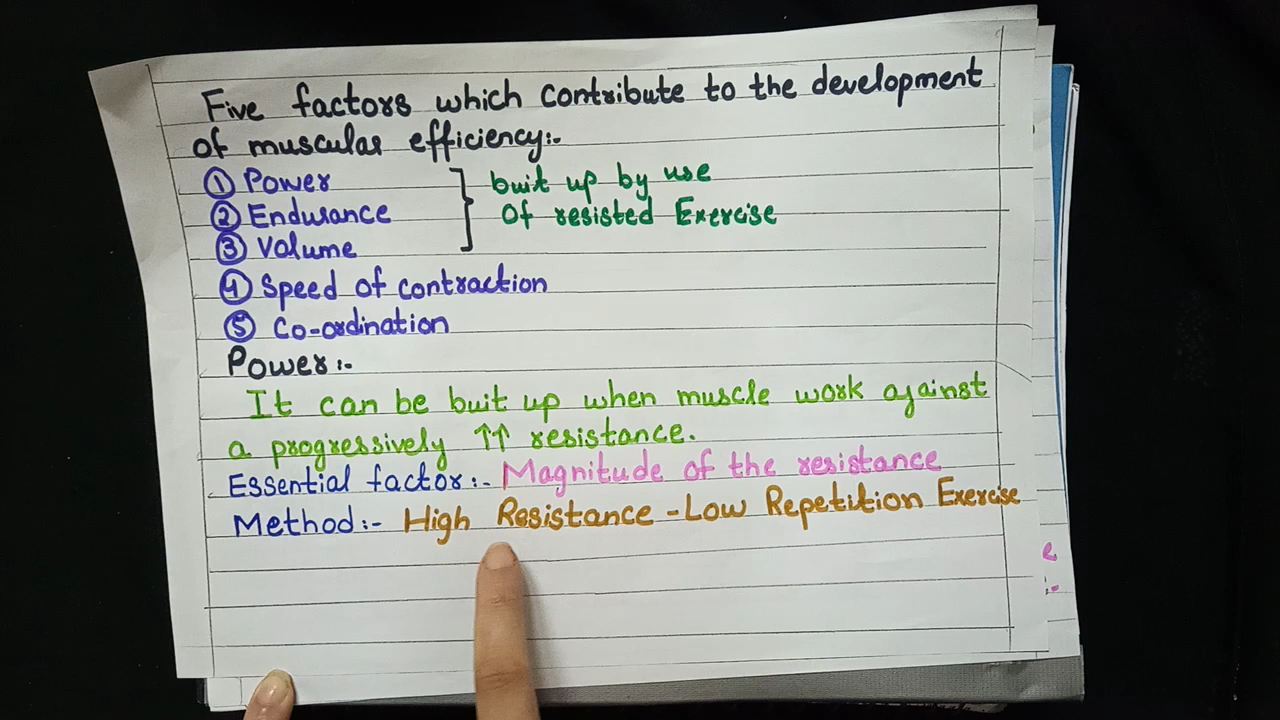 Five factors which contribute to the development
of muscular efficiency:-
① Power
② Endurance
③ Volume
} buit up by use
of resisted Exercise
④ Speed of contraction
⑤ Co-ordination
Power:-
It can be buit up when muscle work against
a progressively ↑↑ resistance.
Essential factor:- Magnitude of the resistance
Method:- High Resistance - Low Repetition Exercise
e
:-